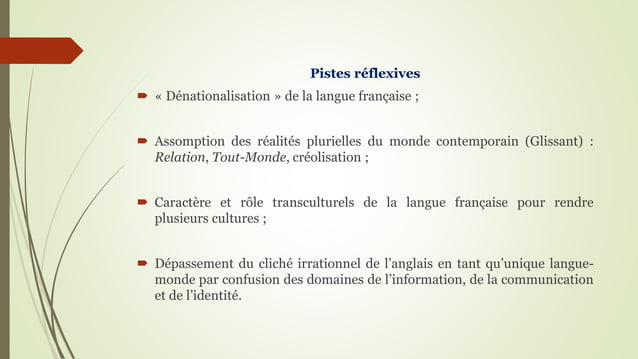 Pistes réflexives
« Dénationalisation » de la langue française ;
Assomption des réalités plurielles du monde contemporain (Glissant) :
Relation, Tout-Monde, créolisation ;
Caractère et rôle transculturels de la langue française pour rendre
plusieurs cultures ;
Dépassement du cliché irrationnel de l’anglais en tant qu’unique langue-
monde par confusion des domaines de l’information, de la communication
et de l’identité.